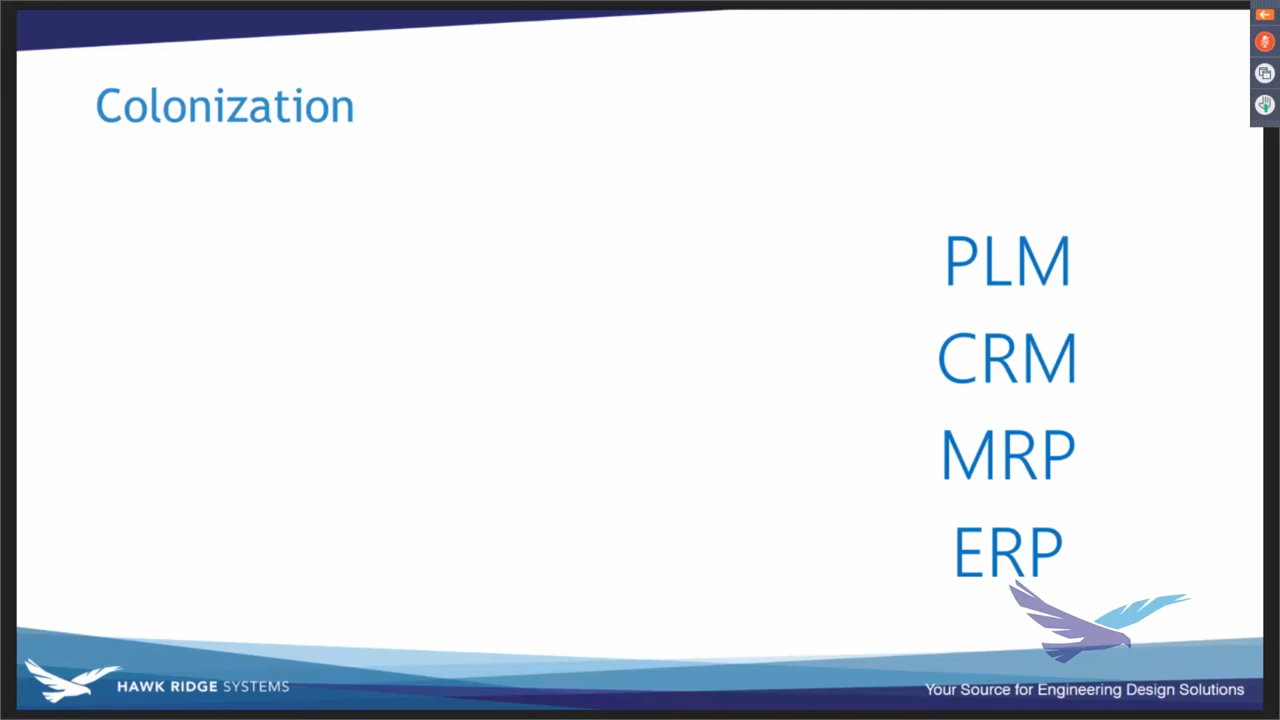 Colonization
PLM
CRM
MRP
ERP
HAWK RIDGE SYSTEMS
Your Source for Engineering Design Solutions